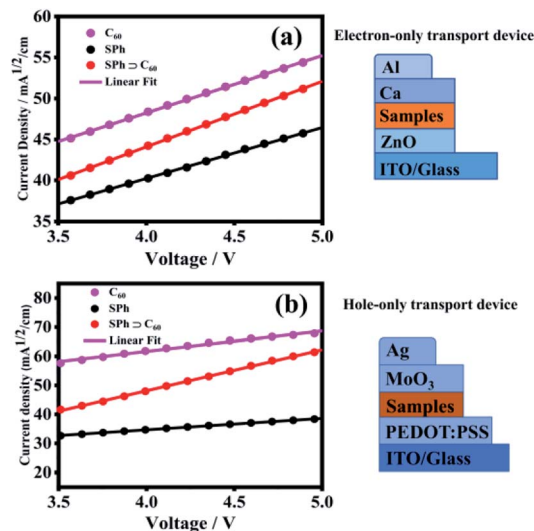 (a)
C60
SPh
SPh ⊃ C60
Linear Fit
Current Density / mA1/2/cm
60
55
50
45
40
35
3.5 4.0 4.5 5.0
Voltage / V
Electron-only transport device
Al
Ca
Samples
ZnO
ITO/Glass
(b)
C60
SPh
SPh ⊃ C60
Linear Fit
Current density (mA1/2/cm)
80
70
60
50
40
30
20
3.5 4.0 4.5 5.0
Voltage / V
Hole-only transport device
Ag
MoO3
Samples
PEDOT:PSS
ITO/Glass